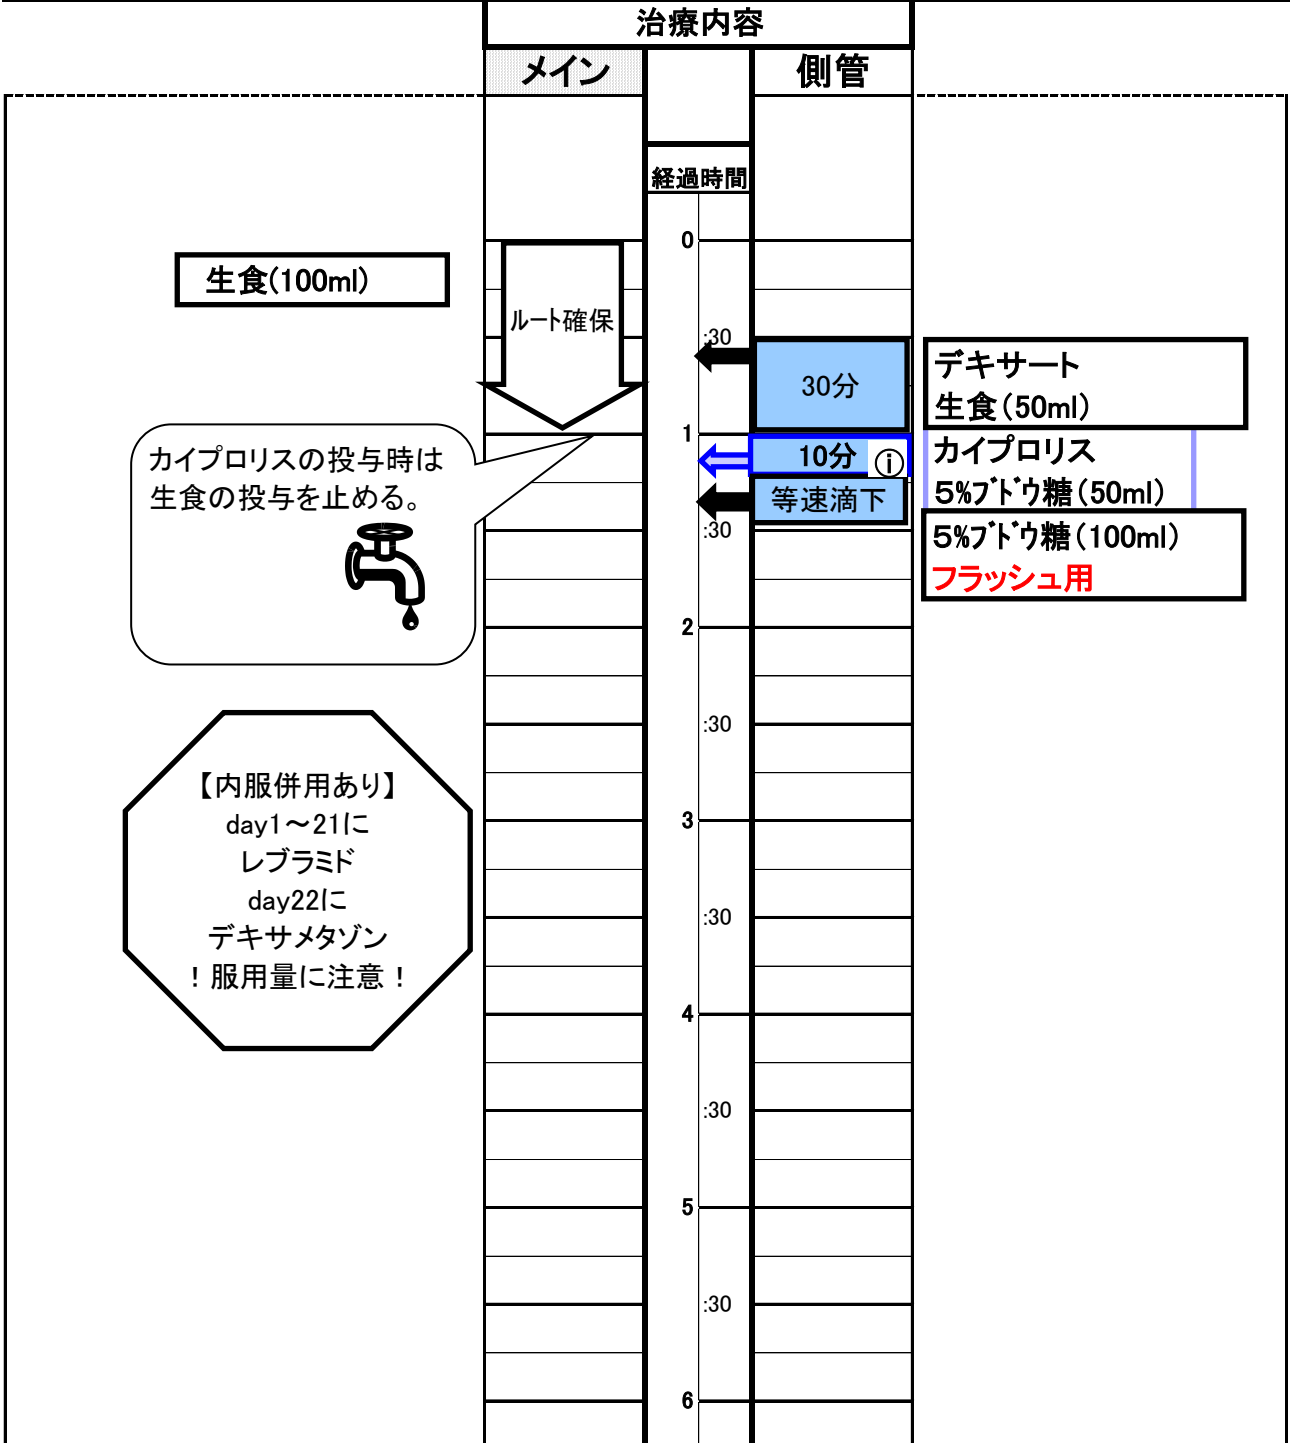 治療内容
メイン
側管
経過時間
0
生食(100ml)
ルート確保
:30
30分
デキサート
生食(50ml)
1
カイプロリスの投与時は
生食の投与を止める。
10分
i
カイプロリス
5%ブドウ糖(50ml)
等速滴下
:30
5%ブドウ糖(100ml)
フラッシュ用
2
:30
【内服併用あり】
day1～21に
レブラミド
day22に
デキサメタゾン
！服用量に注意！
3
:30
4
:30
5
:30
6